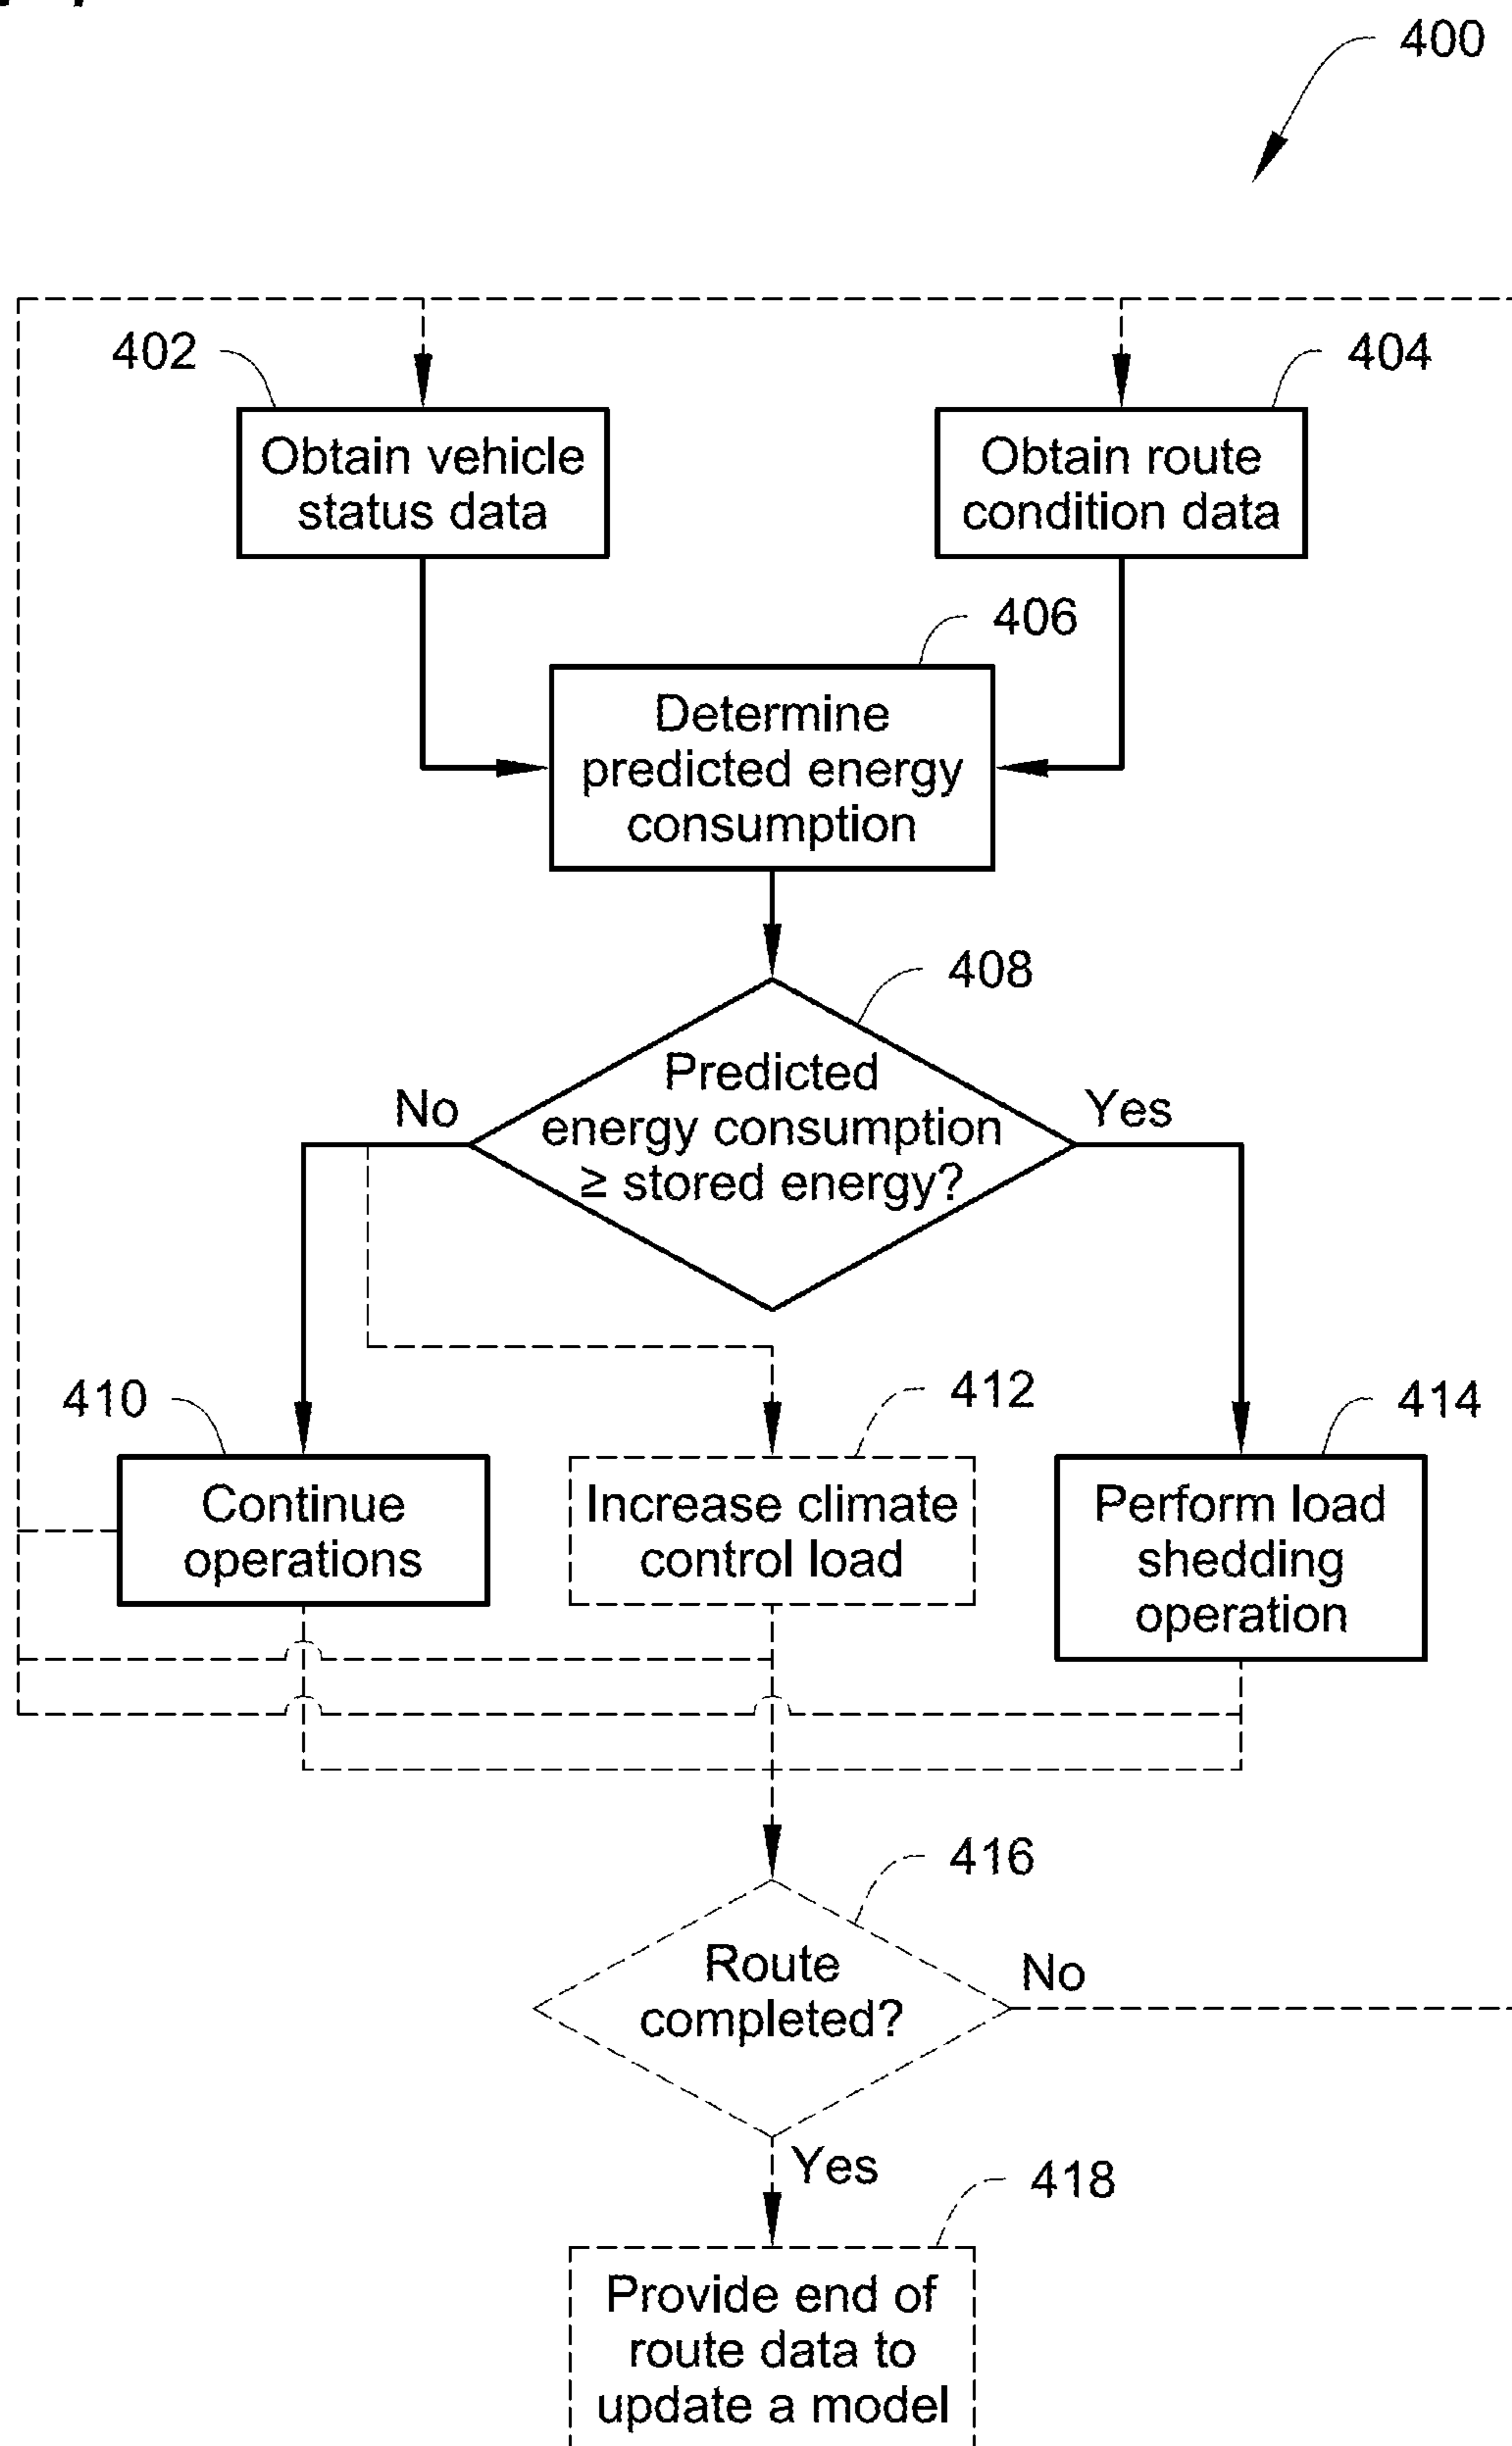 400
402
404
Obtain vehicle
status data
Obtain route
condition data
406
Determine
predicted energy
consumption
408
No
Yes
Predicted
energy consumption
≥ stored energy?
410
412
414
Continue
operations
Increase climate
control load
Perform load
shedding
operation
416
Route
completed?
No
Yes
418
Provide end of
route data to
update a model